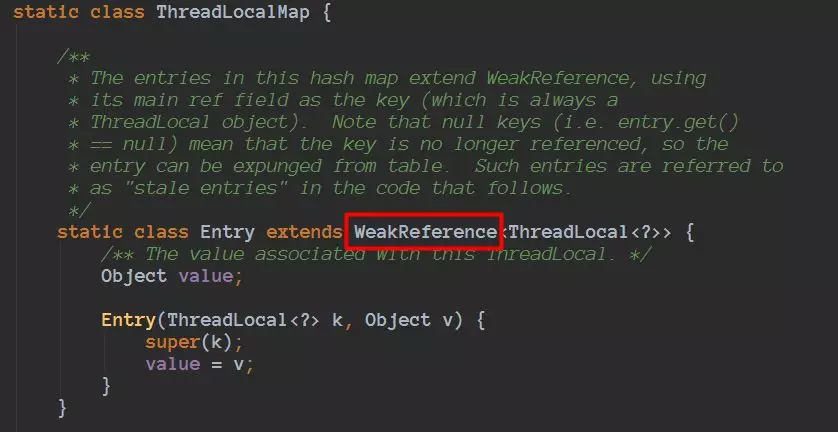 static class ThreadLocalMap {
/**
* The entries in this hash map extend WeakReference, using
* its main ref field as the key (which is always a
* ThreadLocal object).  Note that null keys (i.e. entry.get()
* == null) mean that the key is no longer referenced, so the
* entry can be expunged from table.  Such entries are referred to
* as "stale entries" in the code that follows.
*/
static class Entry extends WeakReference<ThreadLocal<?>> {
/** The value associated with this ThreadLocal. */
Object value;
Entry(ThreadLocal<?> k, Object v) {
super(k);
value = v;
}
}